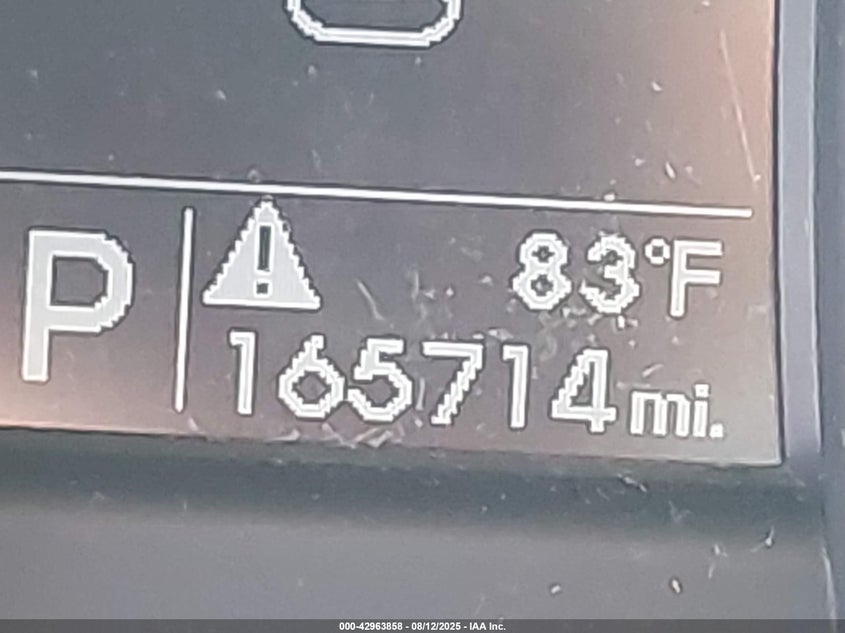 P
83°F
165714 mi.
000-42963858 - 08/12/2025 - IAA Inc.